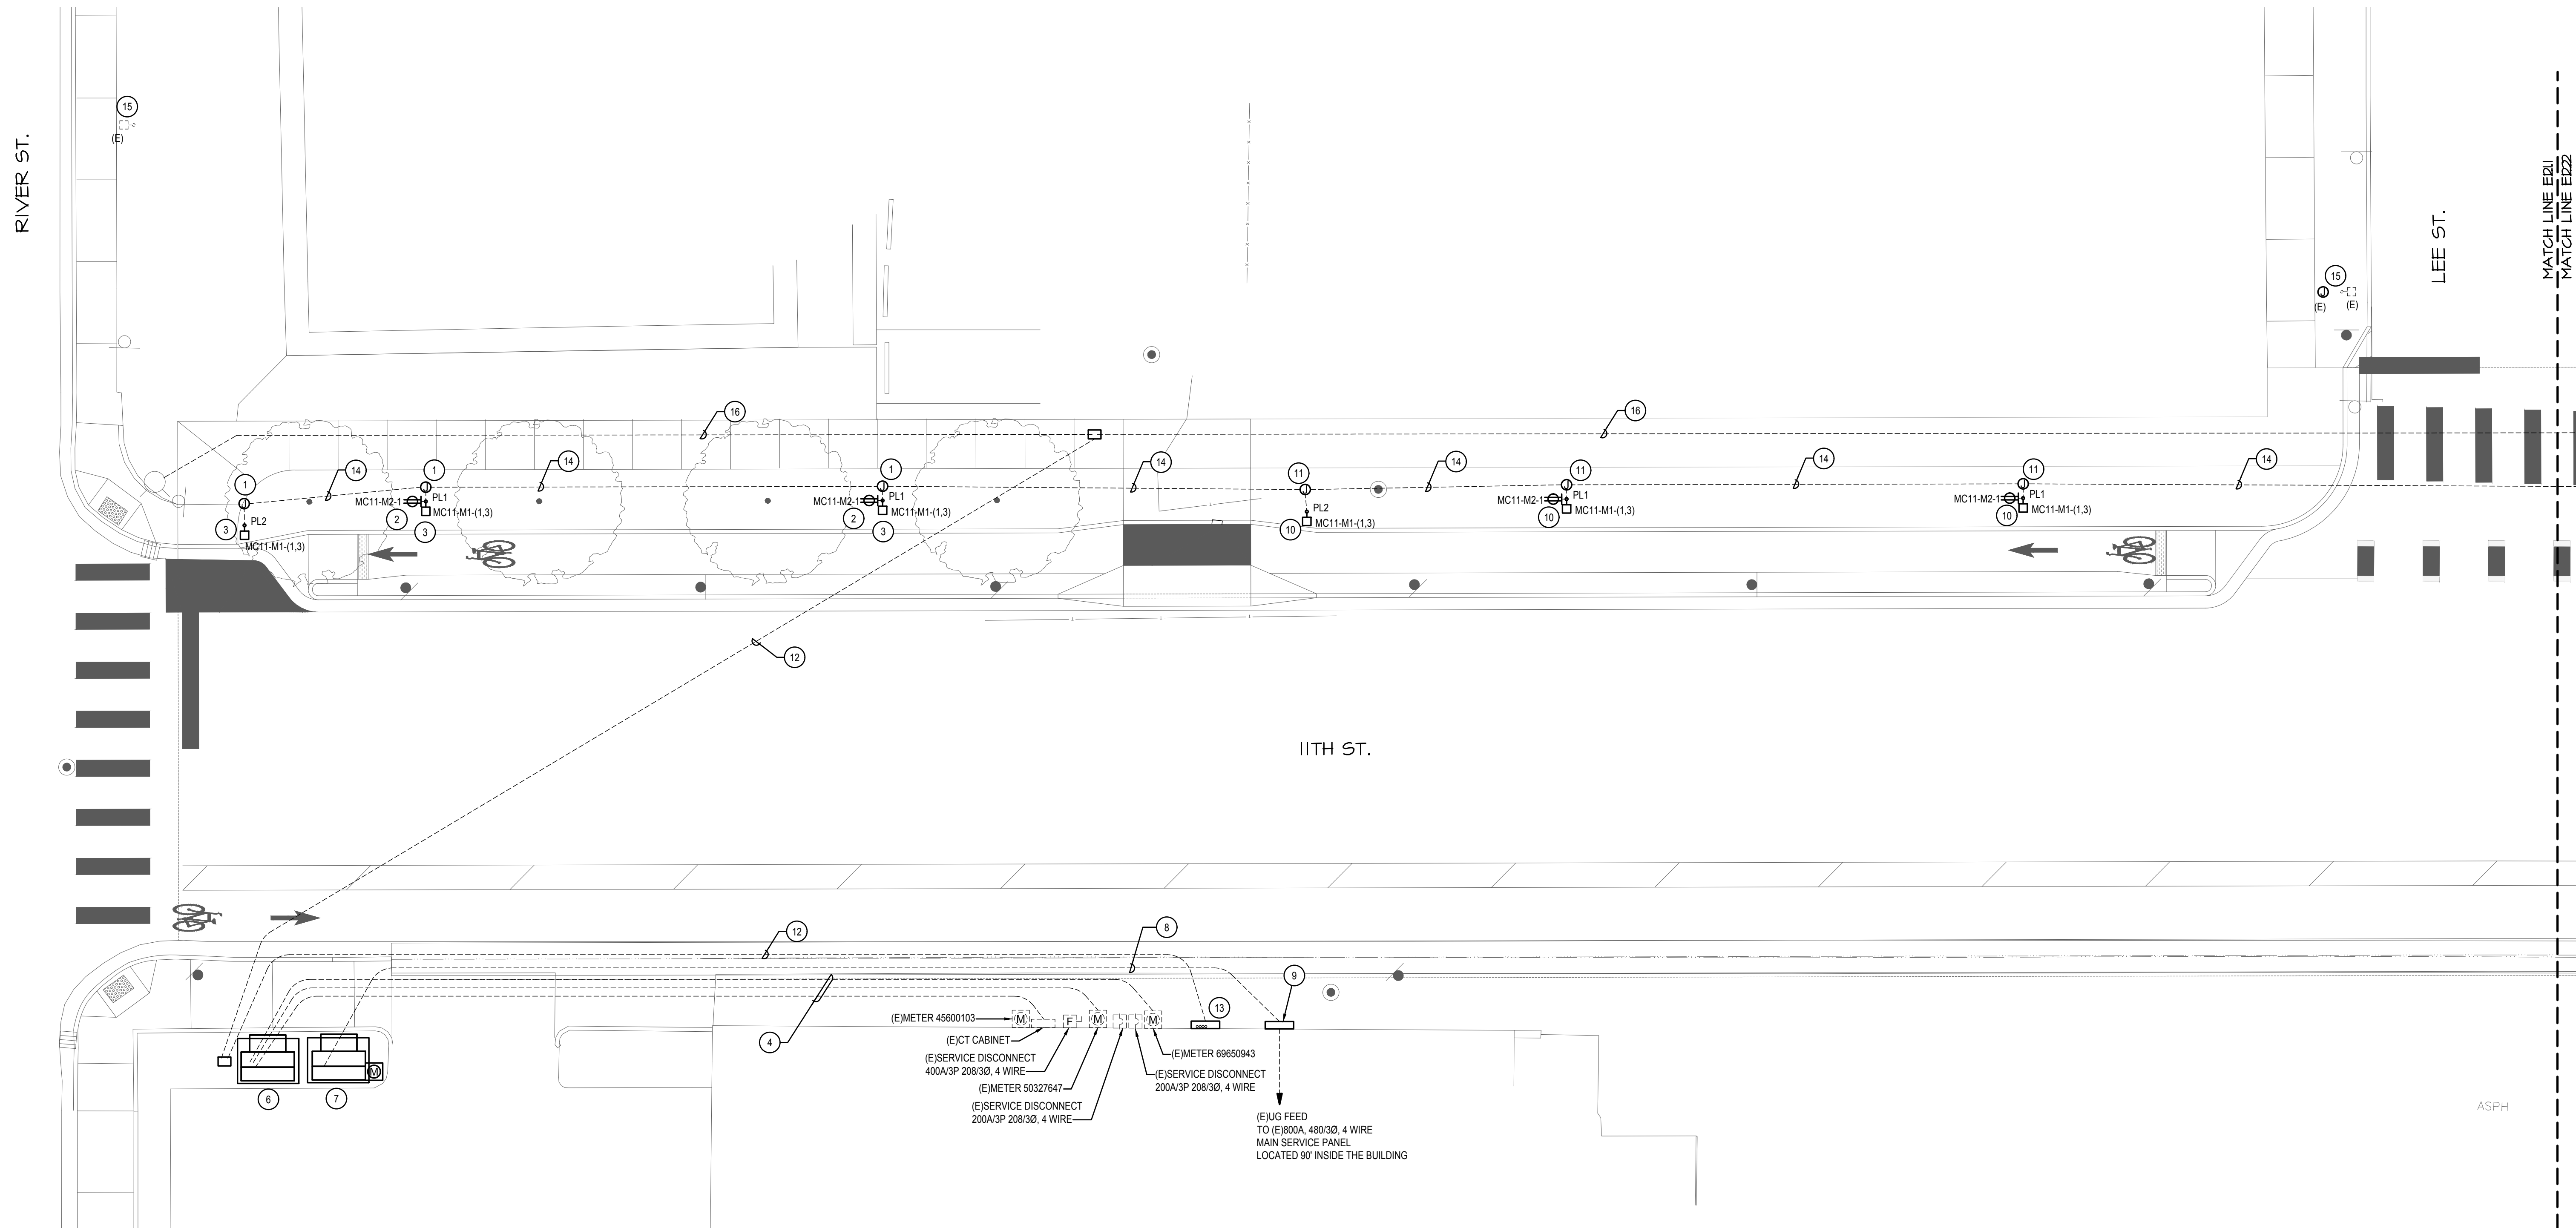 RIVER ST.
15
(E)
LEE ST.
MATCH LINE E2.1
MATCH LINE E2.2
15
(E)
(E)
16
16
1
14
1
14
1
14
11
14
11
14
11
14
3
PL2
MC11-M1-(1,3)
MC11-M2-1
PL1
MC11-M1-(1,3)
2
3
MC11-M2-1
PL1
MC11-M1-(1,3)
2
3
PL2
MC11-M1-(1,3)
10
MC11-M2-1
PL1
MC11-M1-(1,3)
10
MC11-M2-1
PL1
MC11-M1-(1,3)
10
12
11TH ST.
12
8
9
13
4
6
7
M
(E)METER 45600103
M
F
M
M
(E)CT CABINET
(E)SERVICE DISCONNECT
400A/3P 208/3Ø, 4 WIRE
(E)METER 50327647
(E)SERVICE DISCONNECT
200A/3P 208/3Ø, 4 WIRE
(E)METER 69650943
(E)SERVICE DISCONNECT
200A/3P 208/3Ø, 4 WIRE
(E)UG FEED
TO (E)800A, 480/3Ø, 4 WIRE
MAIN SERVICE PANEL
LOCATED 90' INSIDE THE BUILDING
ASPH